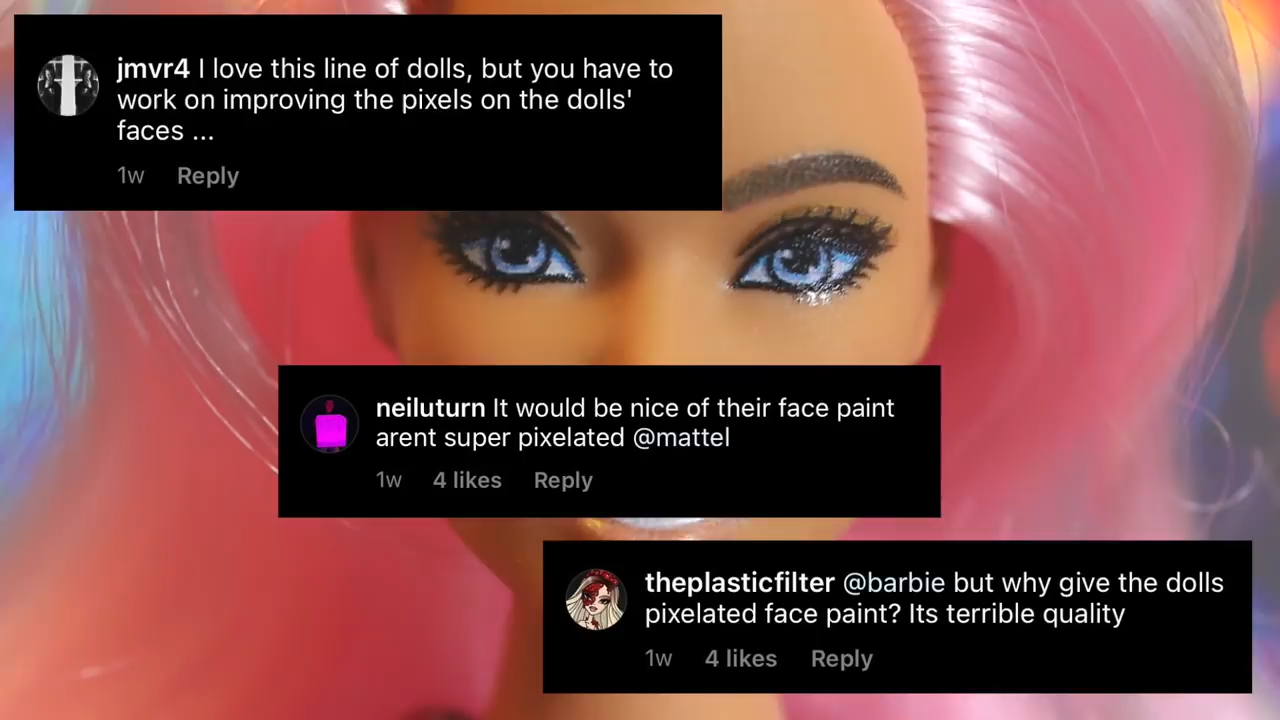 jmvr4 I love this line of dolls, but you have to
work on improving the pixels on the dolls'
faces ...
1w Reply
neiluturn It would be nice of their face paint
arent super pixelated @mattel
1w 4 likes Reply
theplasticfilter @barbie but why give the dolls
pixelated face paint? Its terrible quality
1w 4 likes Reply